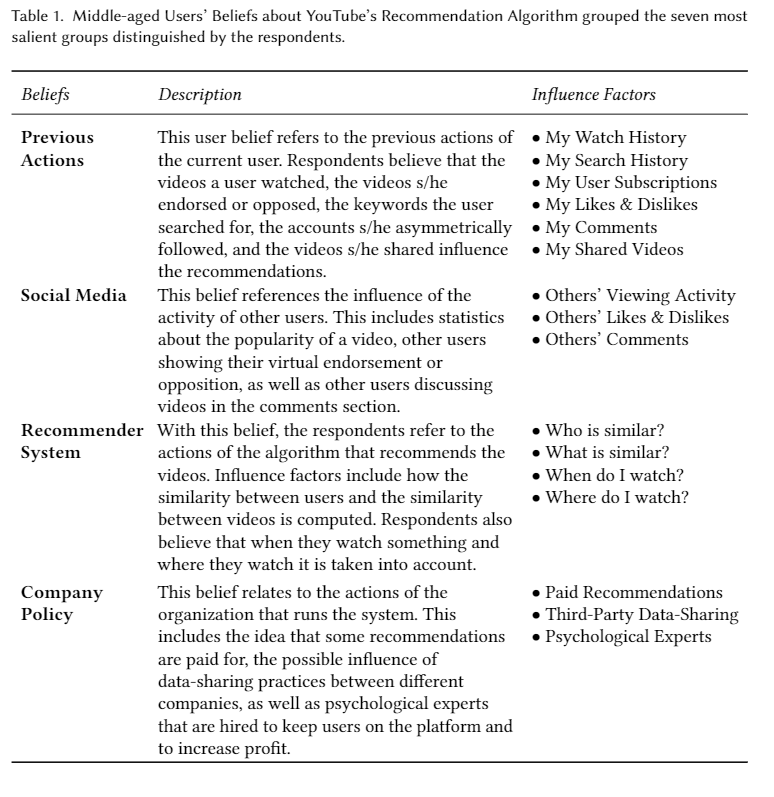 Table 1. Middle-aged Users' Beliefs about YouTube's Recommendation Algorithm grouped the seven most
salient groups distinguished by the respondents.
Beliefs Description Influence Factors
Previous This user belief refers to the previous actions of • My Watch History
Actions the current user. Respondents believe that the • My Search History
videos a user watched, the videos s/he • My User Subscriptions
endorsed or opposed, the keywords the user • My Likes & Dislikes
searched for, the accounts s/he asymmetrically • My Comments
followed, and the videos s/he shared influence • My Shared Videos
the recommendations.
Social Media This belief references the influence of the • Others' Viewing Activity
activity of other users. This includes statistics • Others' Likes & Dislikes
about the popularity of a video, other users • Others' Comments
showing their virtual endorsement or
opposition, as well as other users discussing
videos in the comments section.
Recommender With this belief, the respondents refer to the • Who is similar?
System actions of the algorithm that recommends the • What is similar?
videos. Influence factors include how the • When do I watch?
similarity between users and the similarity • Where do I watch?
between videos is computed. Respondents also
believe that when they watch something and
where they watch it is taken into account.
Company This belief relates to the actions of the • Paid Recommendations
Policy organization that runs the system. This • Third-Party Data-Sharing
includes the idea that some recommendations • Psychological Experts
are paid for, the possible influence of
data-sharing practices between different
companies, as well as psychological experts
that are hired to keep users on the platform and
to increase profit.